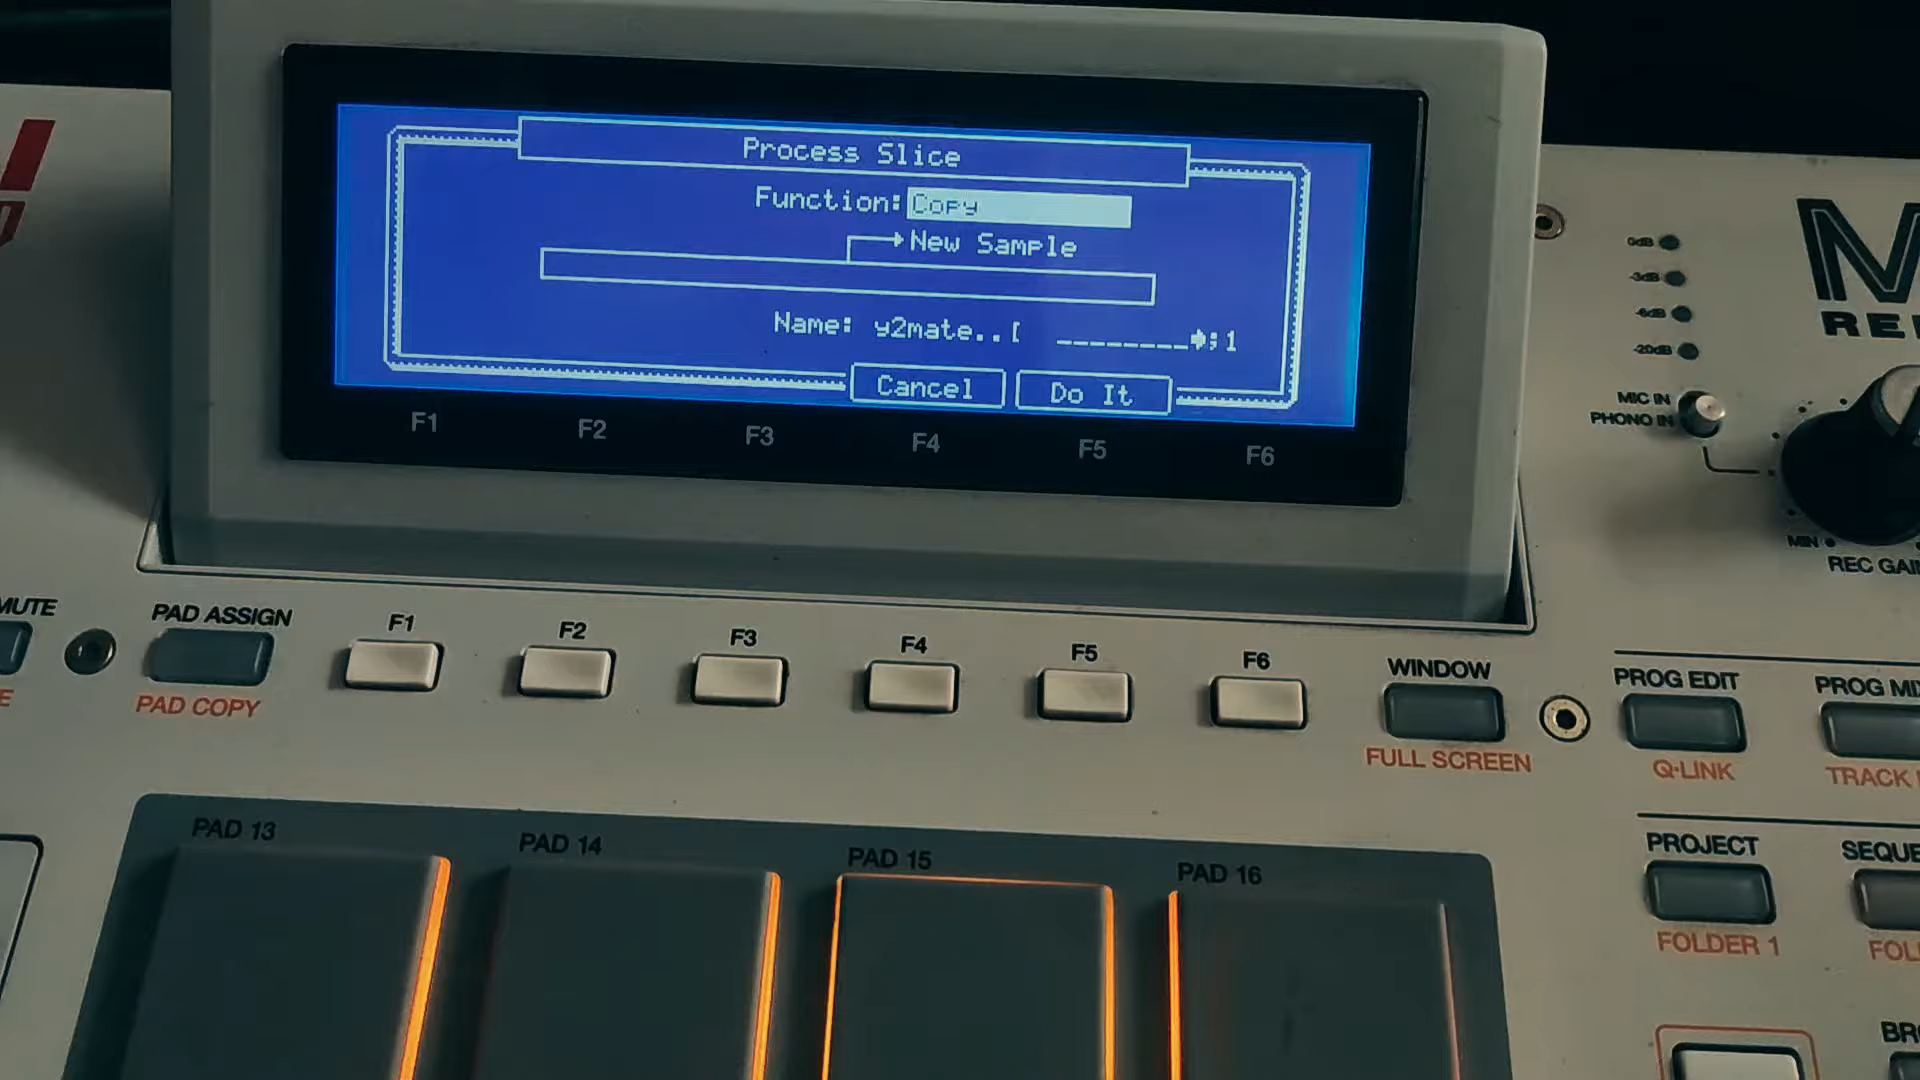 Process Slice
Function: Copy
New Sample
Name: y2mate..[ ________;1
Cancel Do It
F1 F2 F3 F4 F5 F6
0dB
-3dB
-6dB
-20dB
MIC IN
PHONO IN
MIN
REC GAI
MUTE
PAD ASSIGN
PAD COPY
F1 F2 F3 F4 F5 F6
WINDOW
FULL SCREEN
PROG EDIT
Q-LINK
PROG MI
TRACK
PAD 13 PAD 14 PAD 15 PAD 16
PROJECT
FOLDER 1
SEQUE
FOL